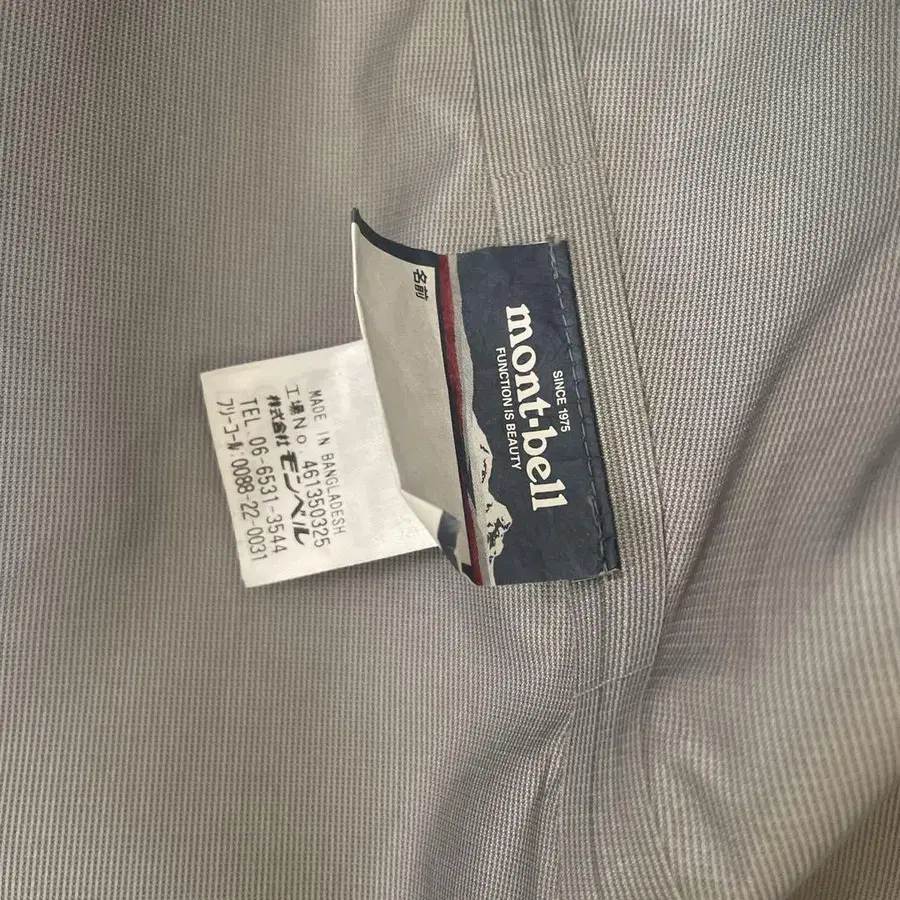 SINCE 1975
mont-bell
FUNCTION IS BEAUTY
名前
MADE IN BANGLADESH
工場No. 461350325
株式会社モンベル
TEL 06-6531-3544
フリーコール:0088-22-0031